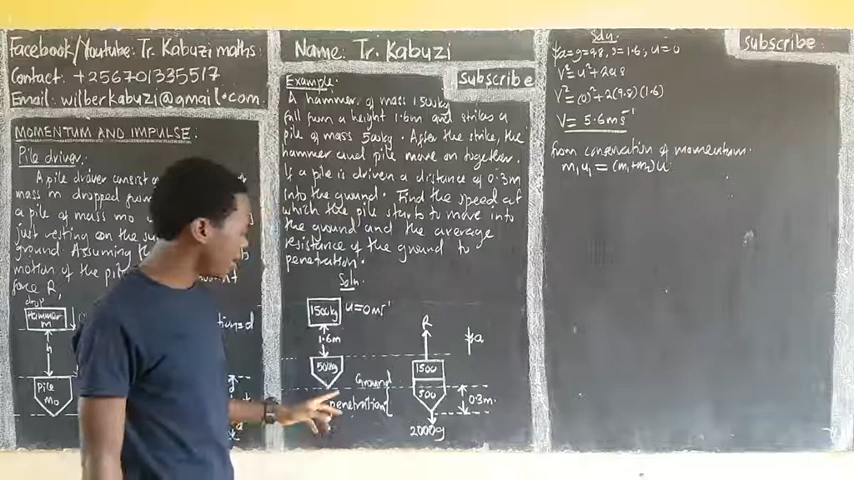 Facebook/Youtube: Tr. Kabuzi maths
Contact: +256701335517
Email: wilberkabuzi@gmail.com
MOMENTUM AND IMPULSE.
Pile driver:
A pile driver consist
mass m dropped from
a pile of mass mo
just resting on the su
ground. Assuming
motion of the pi
force R,
drop
Hammer
m
h
Pile
mo
=d
Name: Tr. Kabuzi
subscribe
Example:
A hammer of mass 1500kg
fall from a height 1.6m and strikes a
pile of mass 500kg. After the strike, the
hammer and pile move on together.
If a pile is driven a distance of 0.3m
into the ground. Find the speed at
which the pile starts to move into
the ground and the average
resistance of the ground to
penetration.
Soln
1500kg
u=0ms⁻¹
1.6m
500kg
Ground
penetration
R
a
1500
500
0.3m.
2000g
Soln.
a=g=9.8, s=1.6, u=0
V²=u²+2as
V²=(0)²+2(9.8)(1.6)
V= 5.6ms⁻¹
from conservation of momentum.
m₁u₁ = (m₁+m₂)u
subscribe